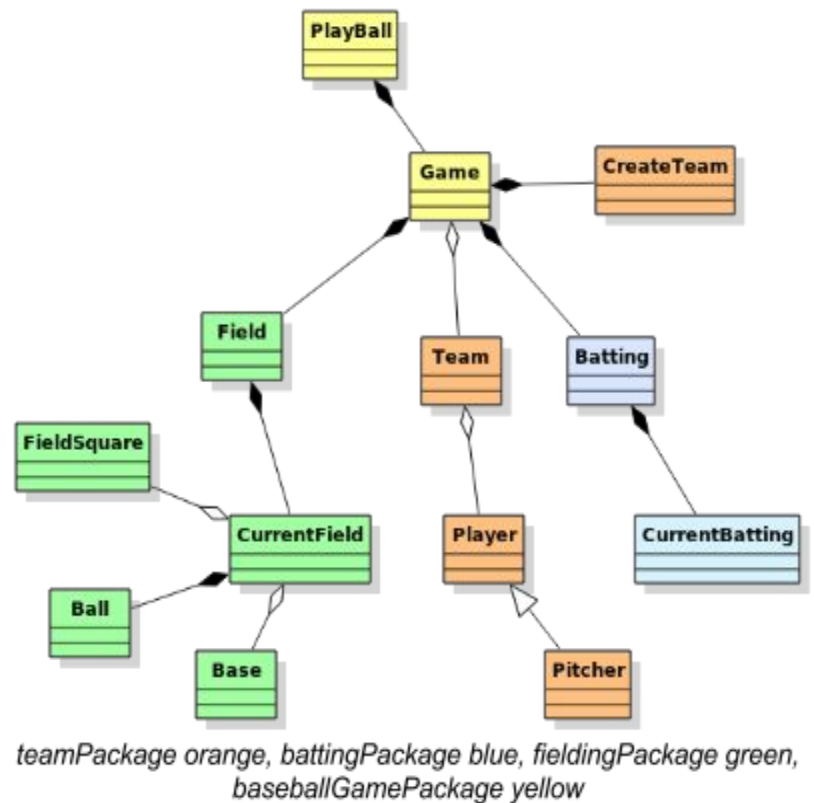 PlayBall
Game
CreateTeam
Field
Team
Batting
FieldSquare
CurrentField
Player
CurrentBatting
Ball
Base
Pitcher
teamPackage orange, battingPackage blue, fieldingPackage green,
baseballGamePackage yellow